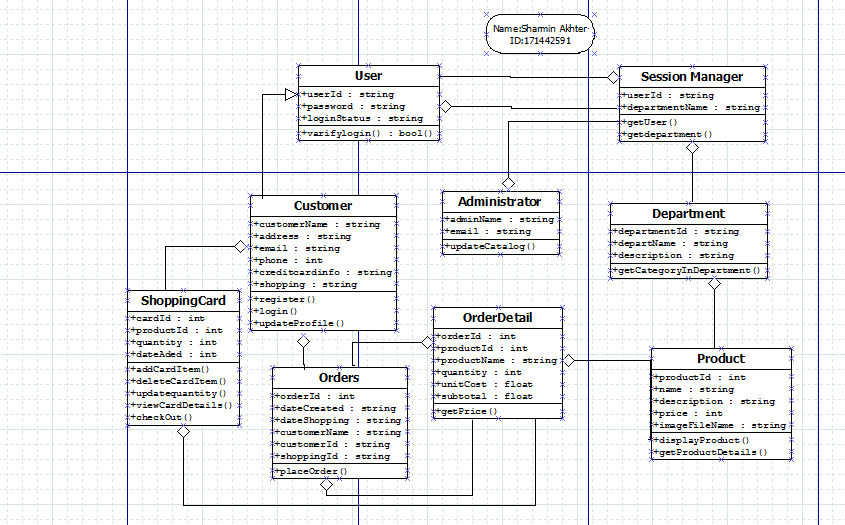 Name:Sharmin Akhter
ID:171442591
User
+userId : string
+password : string
+loginStatus : string
+varifylogin() : bool()
Session Manager
+userId : string
+departmentName : string
+getUser()
+getdepartment()
Customer
+customerName : string
+address : string
+email : string
+phone : int
+creditcardinfo : string
+shopping : string
+register()
+login()
+updateProfile()
Administrator
+adminName : string
+email : string
+updateCatalog()
Department
+departmentId : string
+departName : string
+description : string
+getCategoryInDepartment()
ShoppingCard
+cardId : int
+productId : int
+quantity : int
+dateAded : int
+addCardItem()
+deleteCardItem()
+updatequantity()
+viewCardDetails()
+checkOut()
Orders
+orderId : int
+dateCreated : string
+dateShopping : string
+customerName : string
+customerId : string
+shoppingId : string
+placeOrder()
OrderDetail
+orderId : int
+productId : int
+productName : string
+quantity : int
+unitCost : float
+subtotal : float
+getPrice()
Product
+productId : int
+name : string
+description : string
+price : int
+imageFileName : string
+displayProduct()
+getProductDetails()